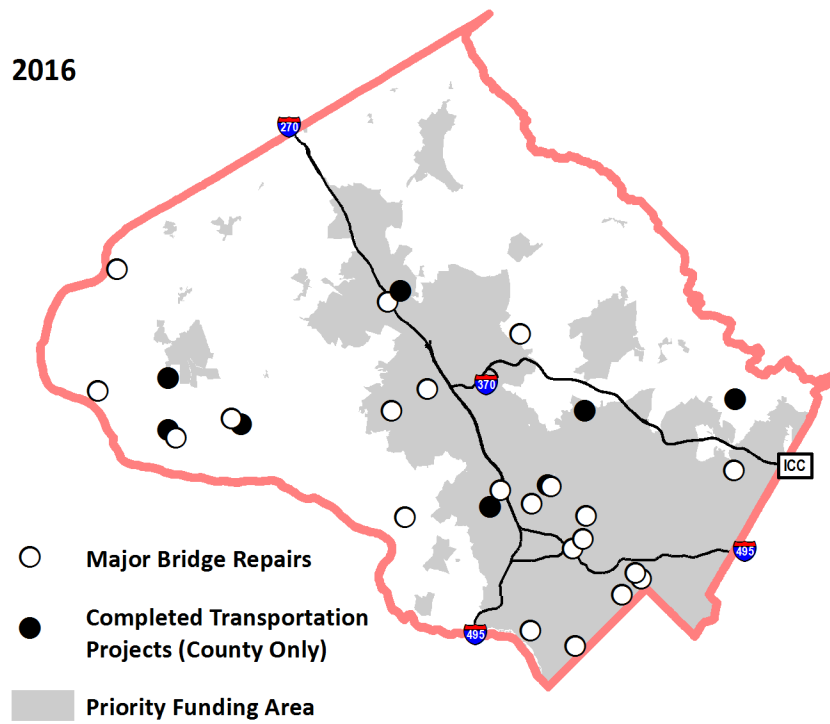 2016
270
370
ICC
495
495
Major Bridge Repairs
Completed Transportation
Projects (County Only)
Priority Funding Area